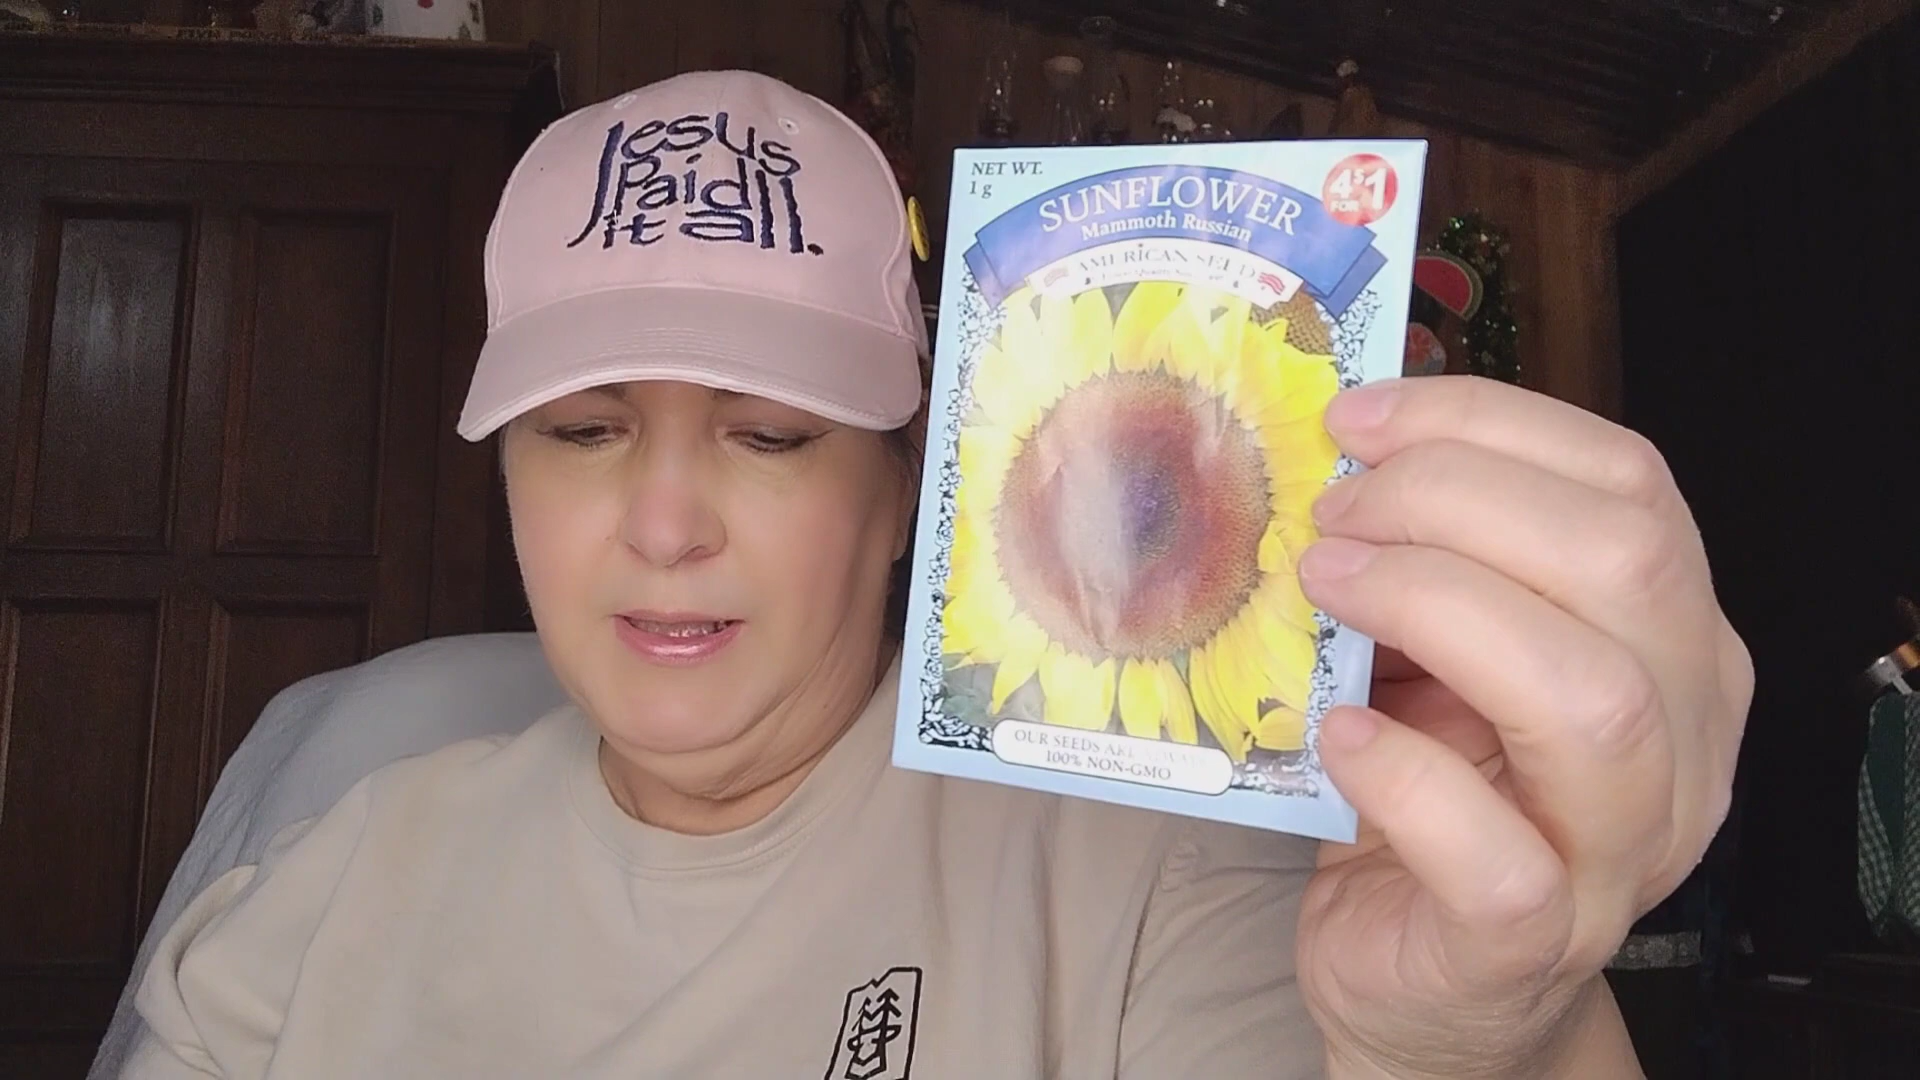 Jesus
Paid
it all.
NET WT.
1 g
SUNFLOWER
Mammoth Russian
4 FOR $1
AMERICAN SEED
OUR SEEDS ARE ALWAYS
100% NON-GMO